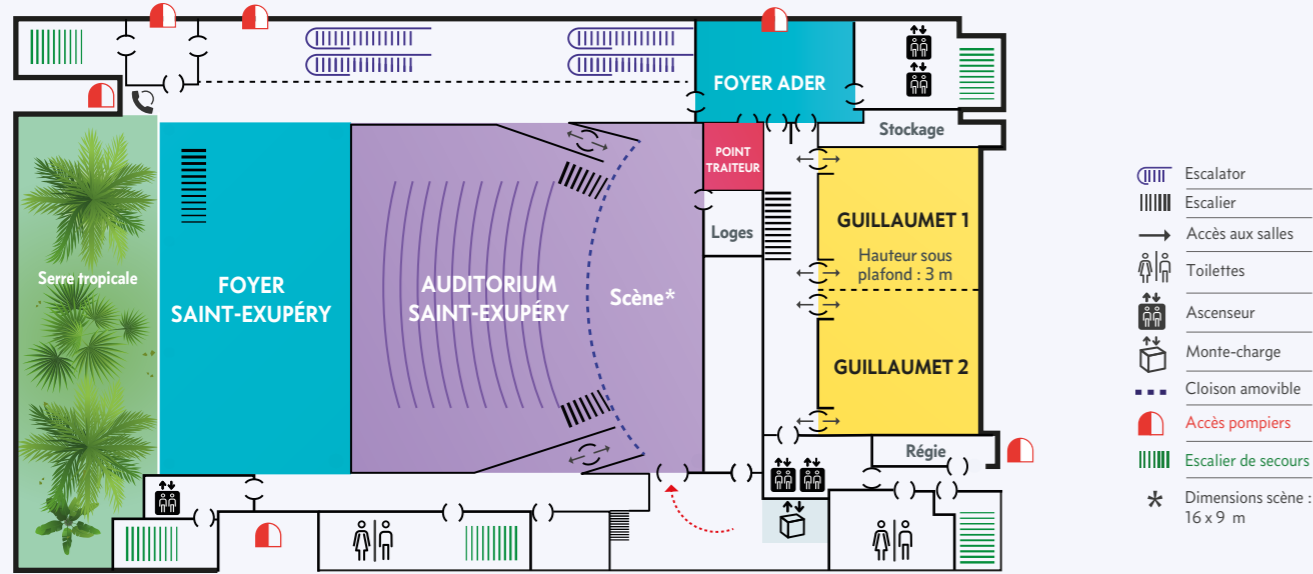 FOYER ADER
Stockage
POINT
TRAITEUR
Loges
GUILLAUMET 1
Hauteur sous
plafond : 3 m
GUILLAUMET 2
Serre tropicale
FOYER
SAINT-EXUPÉRY
AUDITORIUM
SAINT-EXUPÉRY
Scène*
Régie
Escalator
Escalier
Accès aux salles
Toilettes
Ascenseur
Monte-charge
Cloison amovible
Accès pompiers
Escalier de secours
* Dimensions scène :
16 x 9 m